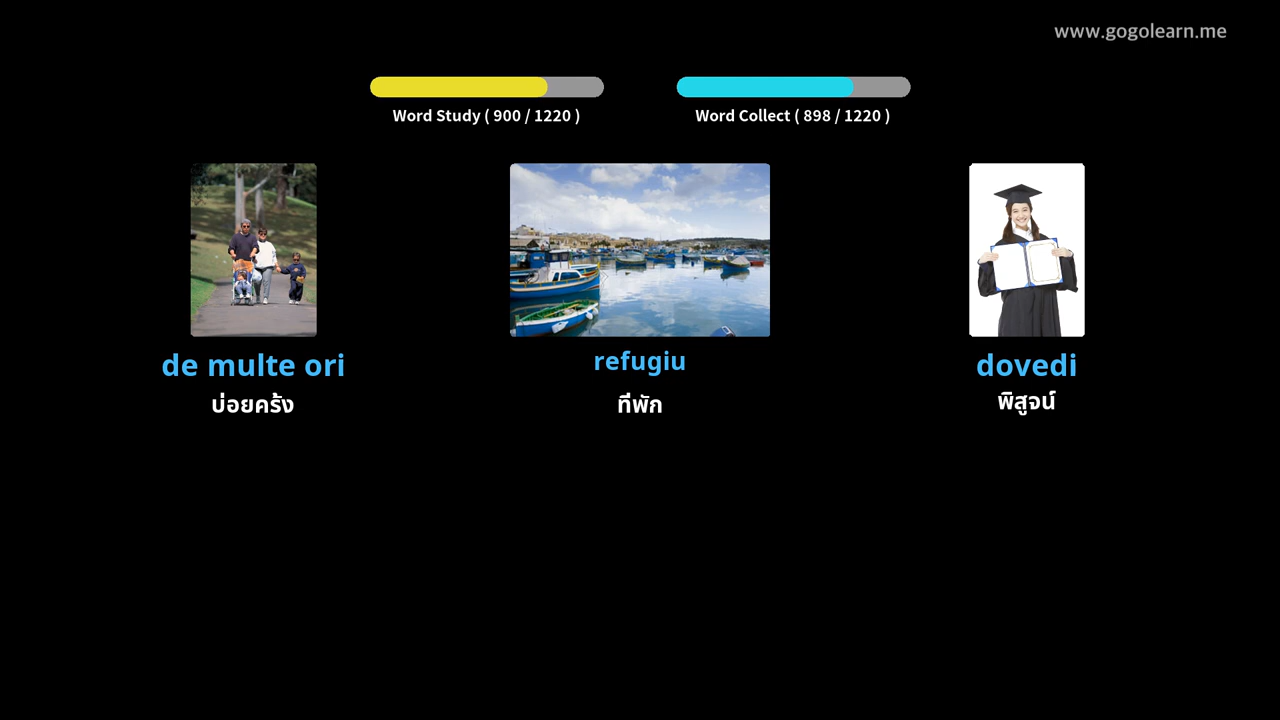 www.gogolearn.me
Word Study ( 900 / 1220 )
Word Collect ( 898 / 1220 )
de multe ori
refugiu
dovedi
บ่อยครั้ง
ที่พัก
พิสูจน์